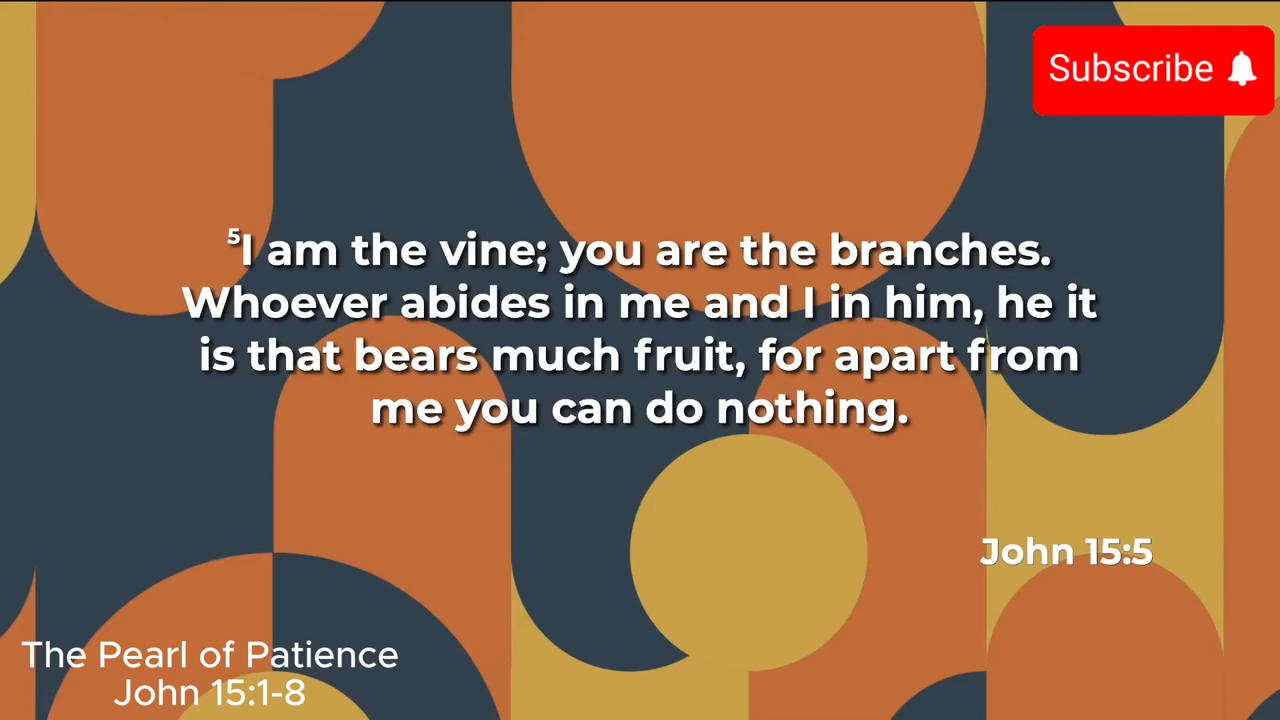 Subscribe
⁵I am the vine; you are the branches.
Whoever abides in me and I in him, he it
is that bears much fruit, for apart from
me you can do nothing.
John 15:5
The Pearl of Patience
John 15:1-8